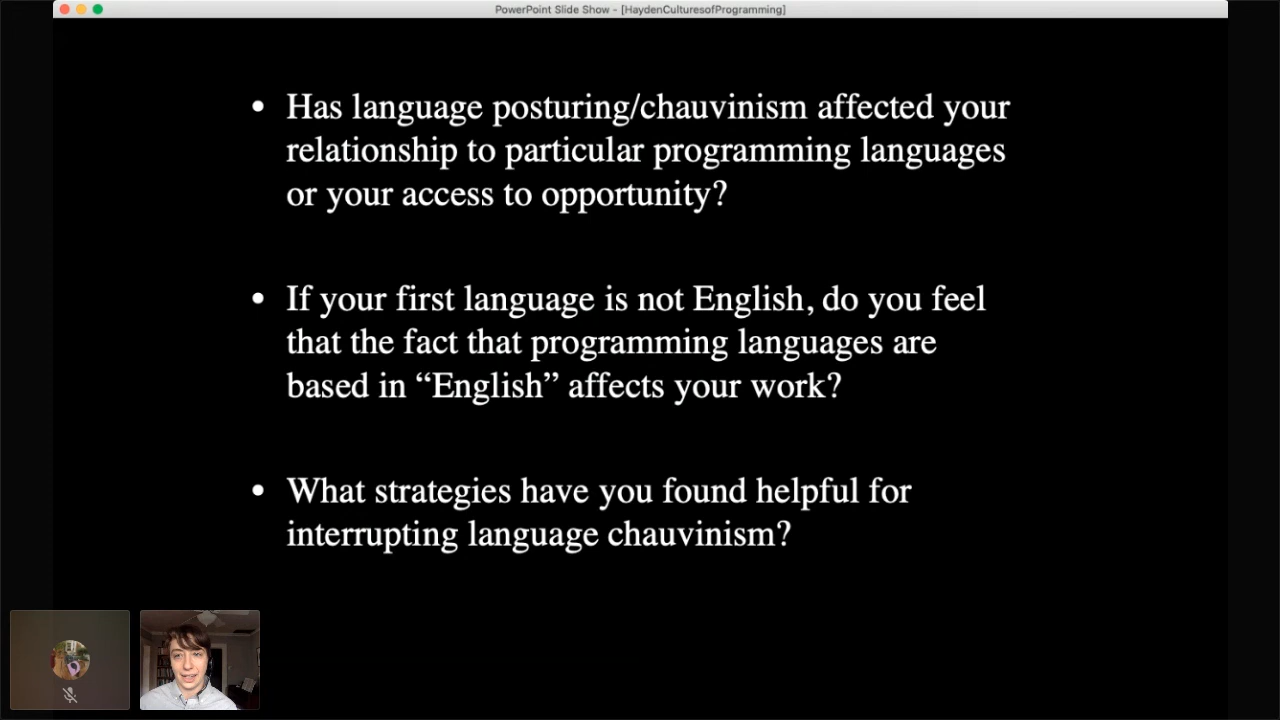 PowerPoint Slide Show - [HaydenCulturesofProgramming]
• Has language posturing/chauvinism affected your
relationship to particular programming languages
or your access to opportunity?
• If your first language is not English, do you feel
that the fact that programming languages are
based in “English” affects your work?
• What strategies have you found helpful for
interrupting language chauvinism?